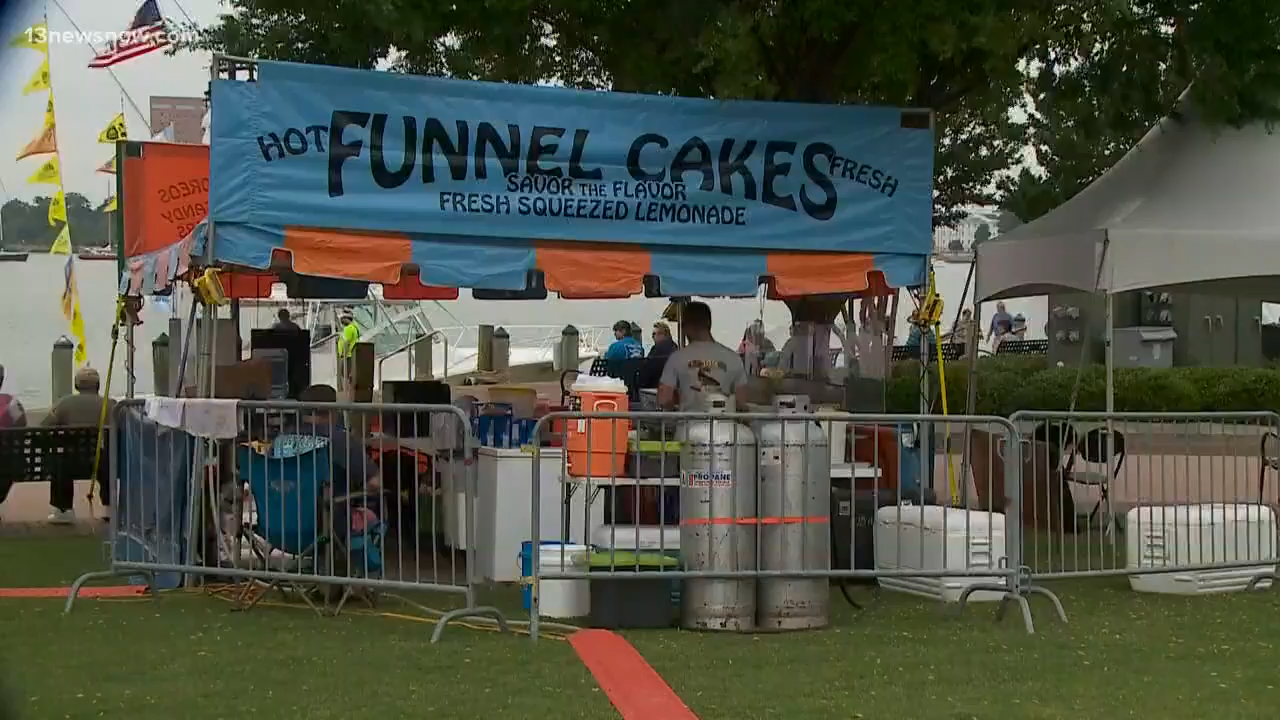 13newsnow.com
HOT FUNNEL CAKES FRESH
SAVOR THE FLAVOR
FRESH SQUEEZED LEMONADE
OREOS
CANDY
PROPANE